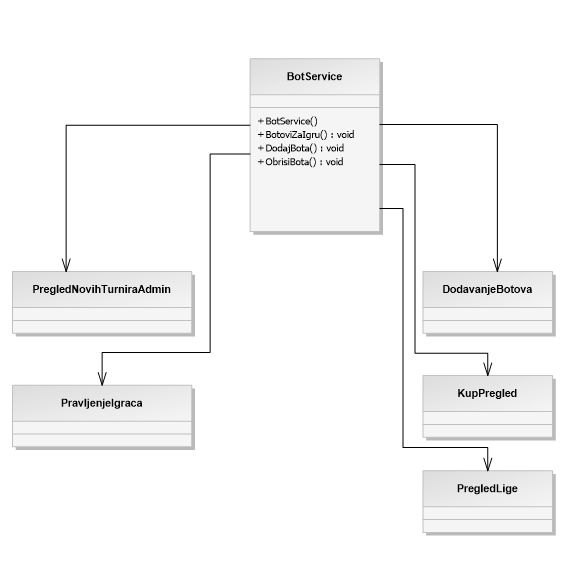 BotService
+ BotService()
+ BotoviZaIgru() : void
+ DodajBota() : void
+ ObrisiBota() : void
PregledNovihTurniraAdmin
DodavanjeBotova
PravljenjeIgraca
KupPregled
PregledLige